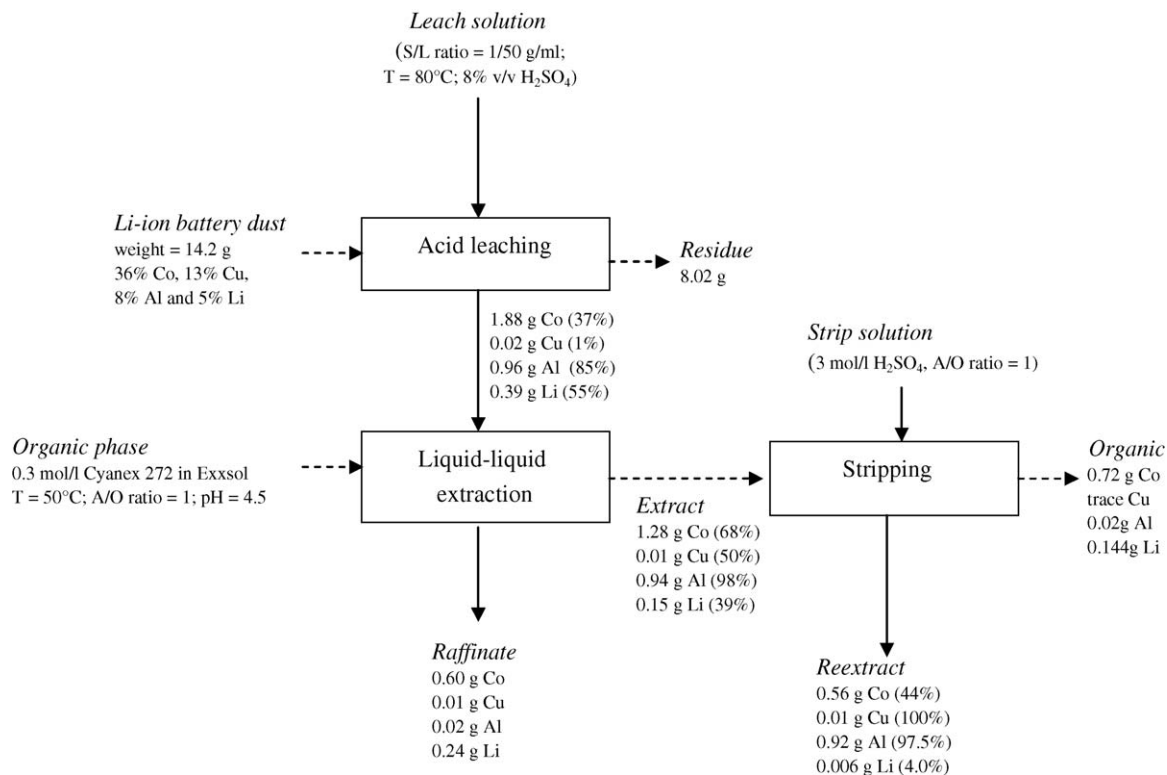 Leach solution
(S/L ratio = 1/50 g/ml;
T = 80°C; 8% v/v H₂SO₄)
Li-ion battery dust
weight = 14.2 g
36% Co, 13% Cu,
8% Al and 5% Li
Acid leaching
Residue
8.02 g
1.88 g Co (37%)
0.02 g Cu (1%)
0.96 g Al (85%)
0.39 g Li (55%)
Strip solution
(3 mol/l H₂SO₄, A/O ratio = 1)
Organic phase
0.3 mol/l Cyanex 272 in Exxsol
T = 50°C; A/O ratio = 1; pH = 4.5
Liquid-liquid
extraction
Extract
1.28 g Co (68%)
0.01 g Cu (50%)
0.94 g Al (98%)
0.15 g Li (39%)
Stripping
Organic
0.72 g Co
trace Cu
0.02g Al
0.144g Li
Raffinate
0.60 g Co
0.01 g Cu
0.02 g Al
0.24 g Li
Reextract
0.56 g Co (44%)
0.01 g Cu (100%)
0.92 g Al (97.5%)
0.006 g Li (4.0%)